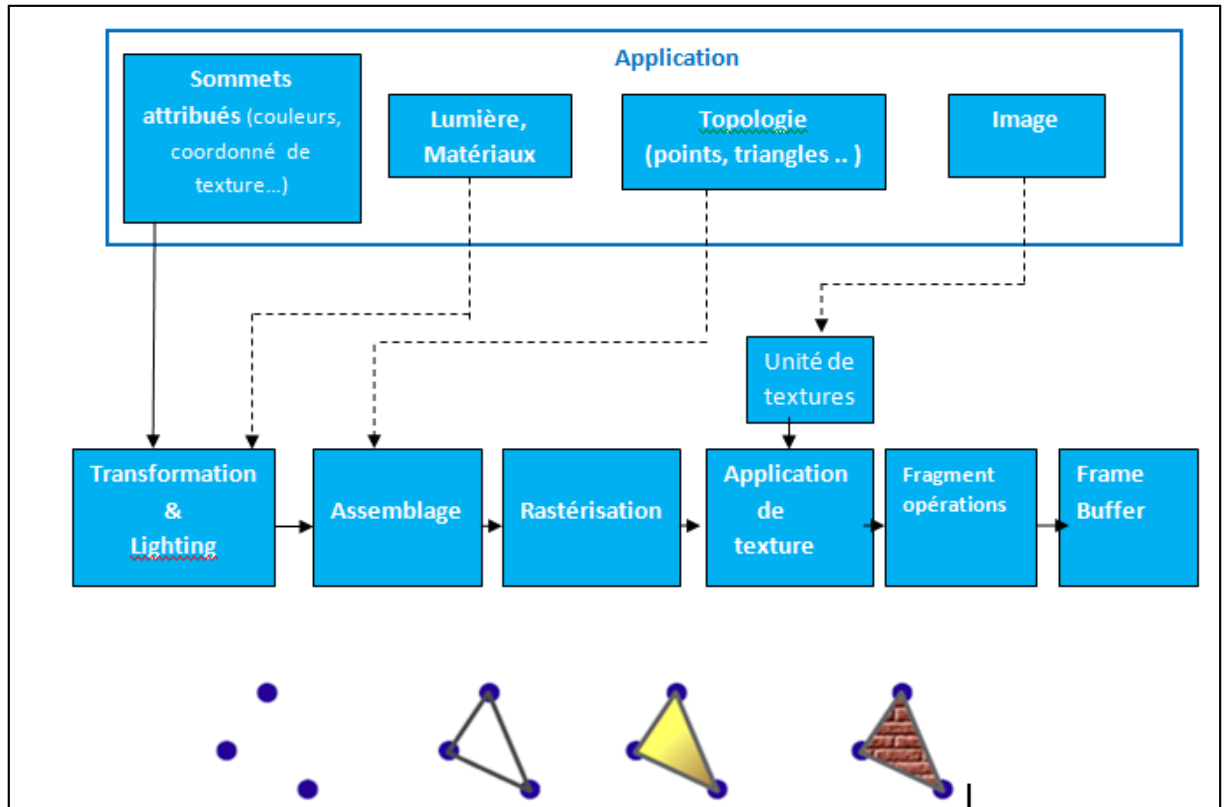 Application
Sommets
attribués (couleurs,
coordonné de
texture...)
Lumière,
Matériaux
Topologie
(points, triangles .. )
Image
Unité de
textures
Transformation
&
Lighting
Assemblage
Rastérisation
Application
de
texture
Fragment
opérations
Frame
Buffer